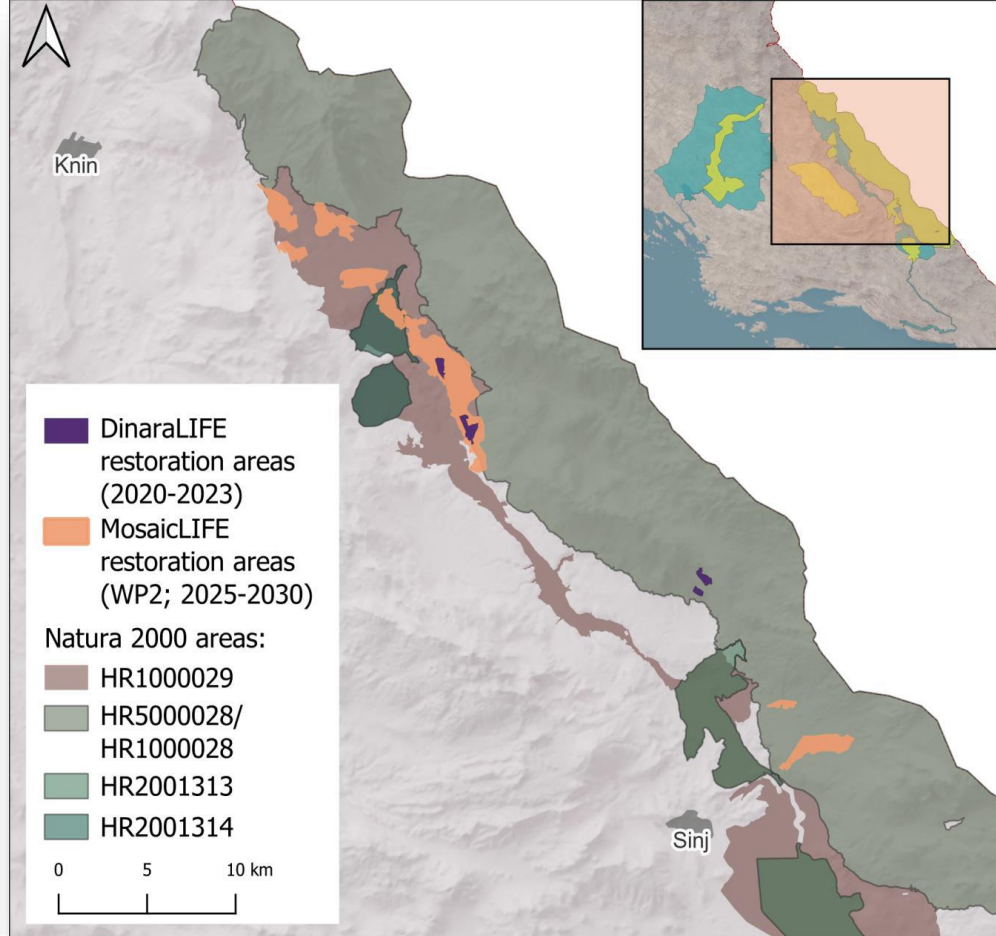 Knin
DinaraLIFE
restoration areas
(2020-2023)
MosaicLIFE
restoration areas
(WP2; 2025-2030)
Natura 2000 areas:
HR1000029
HR5000028/
HR1000028
HR2001313
HR2001314
0 5 10 km
Sinj